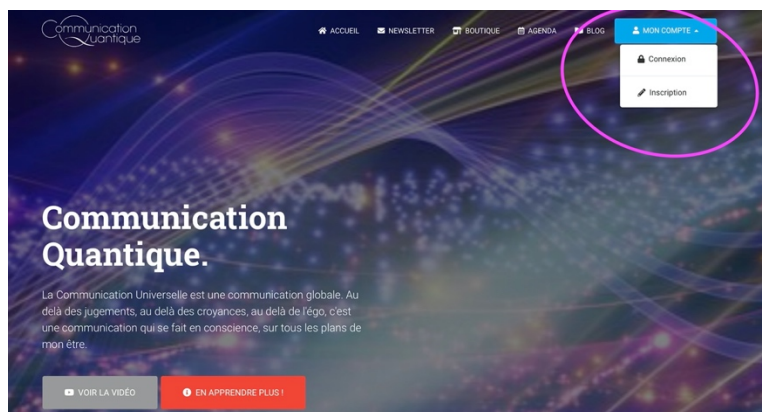 Communication
Quantique
ACCUEIL
NEWSLETTER
BOUTIQUE
AGENDA
BLOG
MON COMPTE
Connexion
Inscription
Communication
Quantique.
La Communication Universelle est une communication globale. Au
delà des jugements, au delà des croyances, au delà de l'égo, c'est
une communication qui se fait en conscience, sur tous les plans de
mon être.
VOIR LA VIDÉO
EN APPRENDRE PLUS !